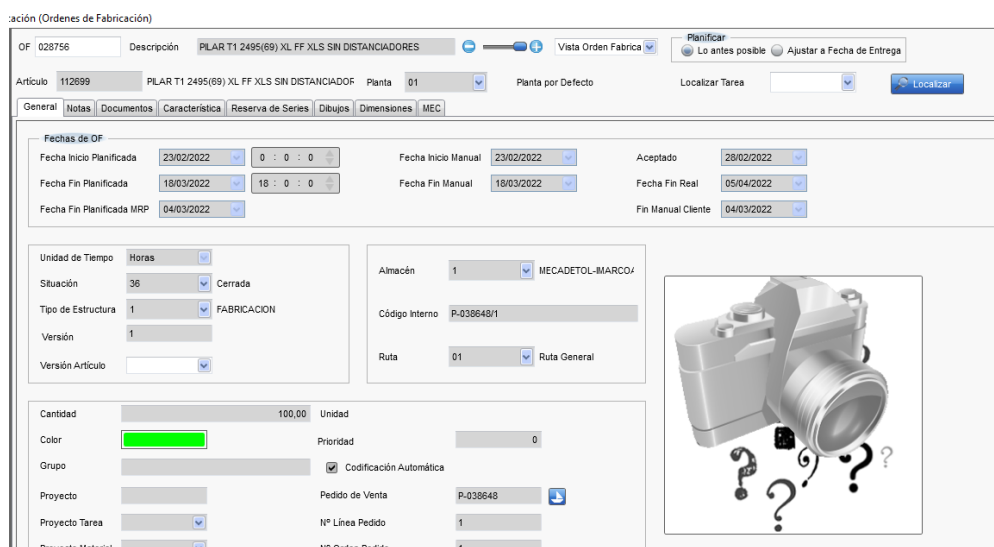 cación (Ordenes de Fabricación)
OF 028756 Descripción PILAR T1 2495(69) XL FF XLS SIN DISTANCIADORES Vista Orden Fabrica
Planificar
Lo antes posible Ajustar a Fecha de Entrega
Artículo 112699 PILAR T1 2495(69) XL FF XLS SIN DISTANCIADOF Planta 01 Planta por Defecto Localizar Tarea Localizar
General Notas Documentos Característica Reserva de Series Dibujos Dimensiones MEC
Fechas de OF
Fecha Inicio Planificada 23/02/2022 0 : 0 : 0 Fecha Inicio Manual 23/02/2022 Aceptado 28/02/2022
Fecha Fin Planificada 18/03/2022 18 : 0 : 0 Fecha Fin Manual 18/03/2022 Fecha Fin Real 05/04/2022
Fecha Fin Planificada MRP 04/03/2022 Fin Manual Cliente 04/03/2022
Unidad de Tiempo Horas
Situación 36 Cerrada
Tipo de Estructura 1 FABRICACION
Versión 1
Versión Artículo
Almacén 1 MECADETOL-IMARCOA
Código Interno P-038648/1
Ruta 01 Ruta General
Cantidad 100,00 Unidad
Color Prioridad 0
Grupo Codificación Automática
Proyecto Pedido de Venta P-038648
Proyecto Tarea Nº Línea Pedido 1
Proyecto Material Nº Orden Pedido 1
? ? ? ? ?